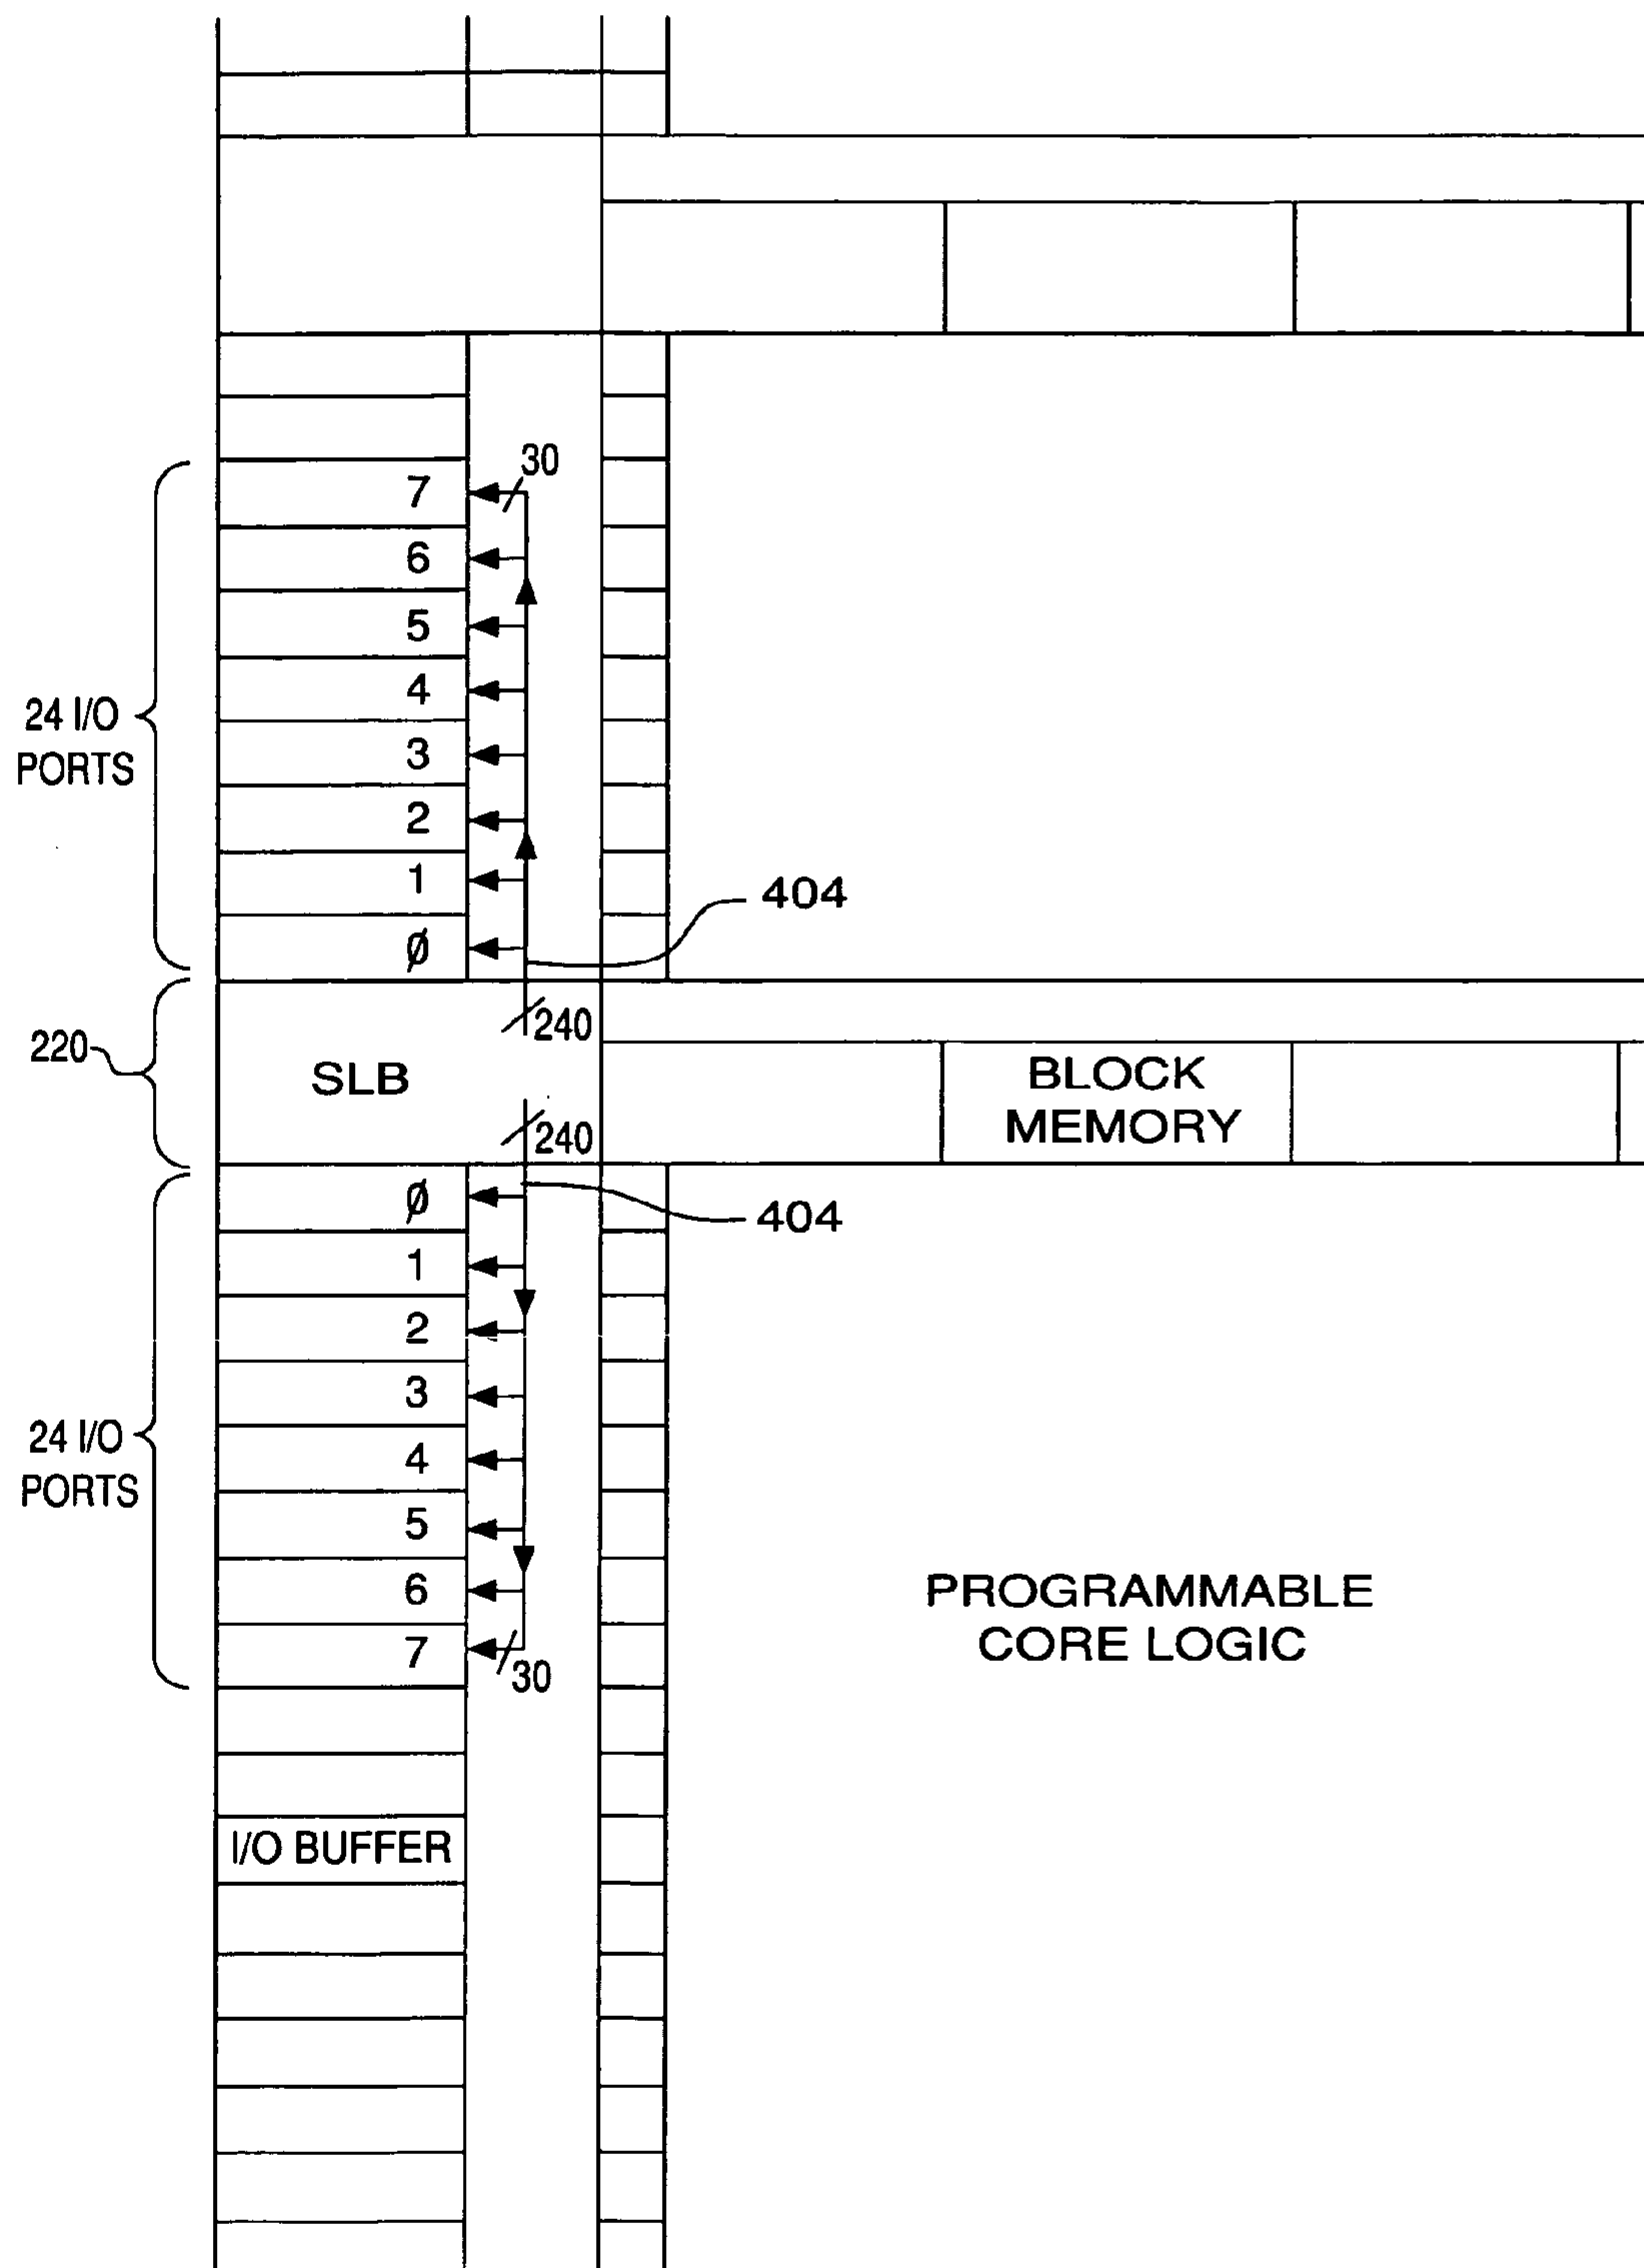 30
7
6
5
4
24 I/O
PORTS
3
2
1
404
Ø
240
220
SLB
BLOCK
MEMORY
240
Ø
404
1
2
3
24 I/O
PORTS
4
5
6
PROGRAMMABLE
CORE LOGIC
7
30
I/O BUFFER